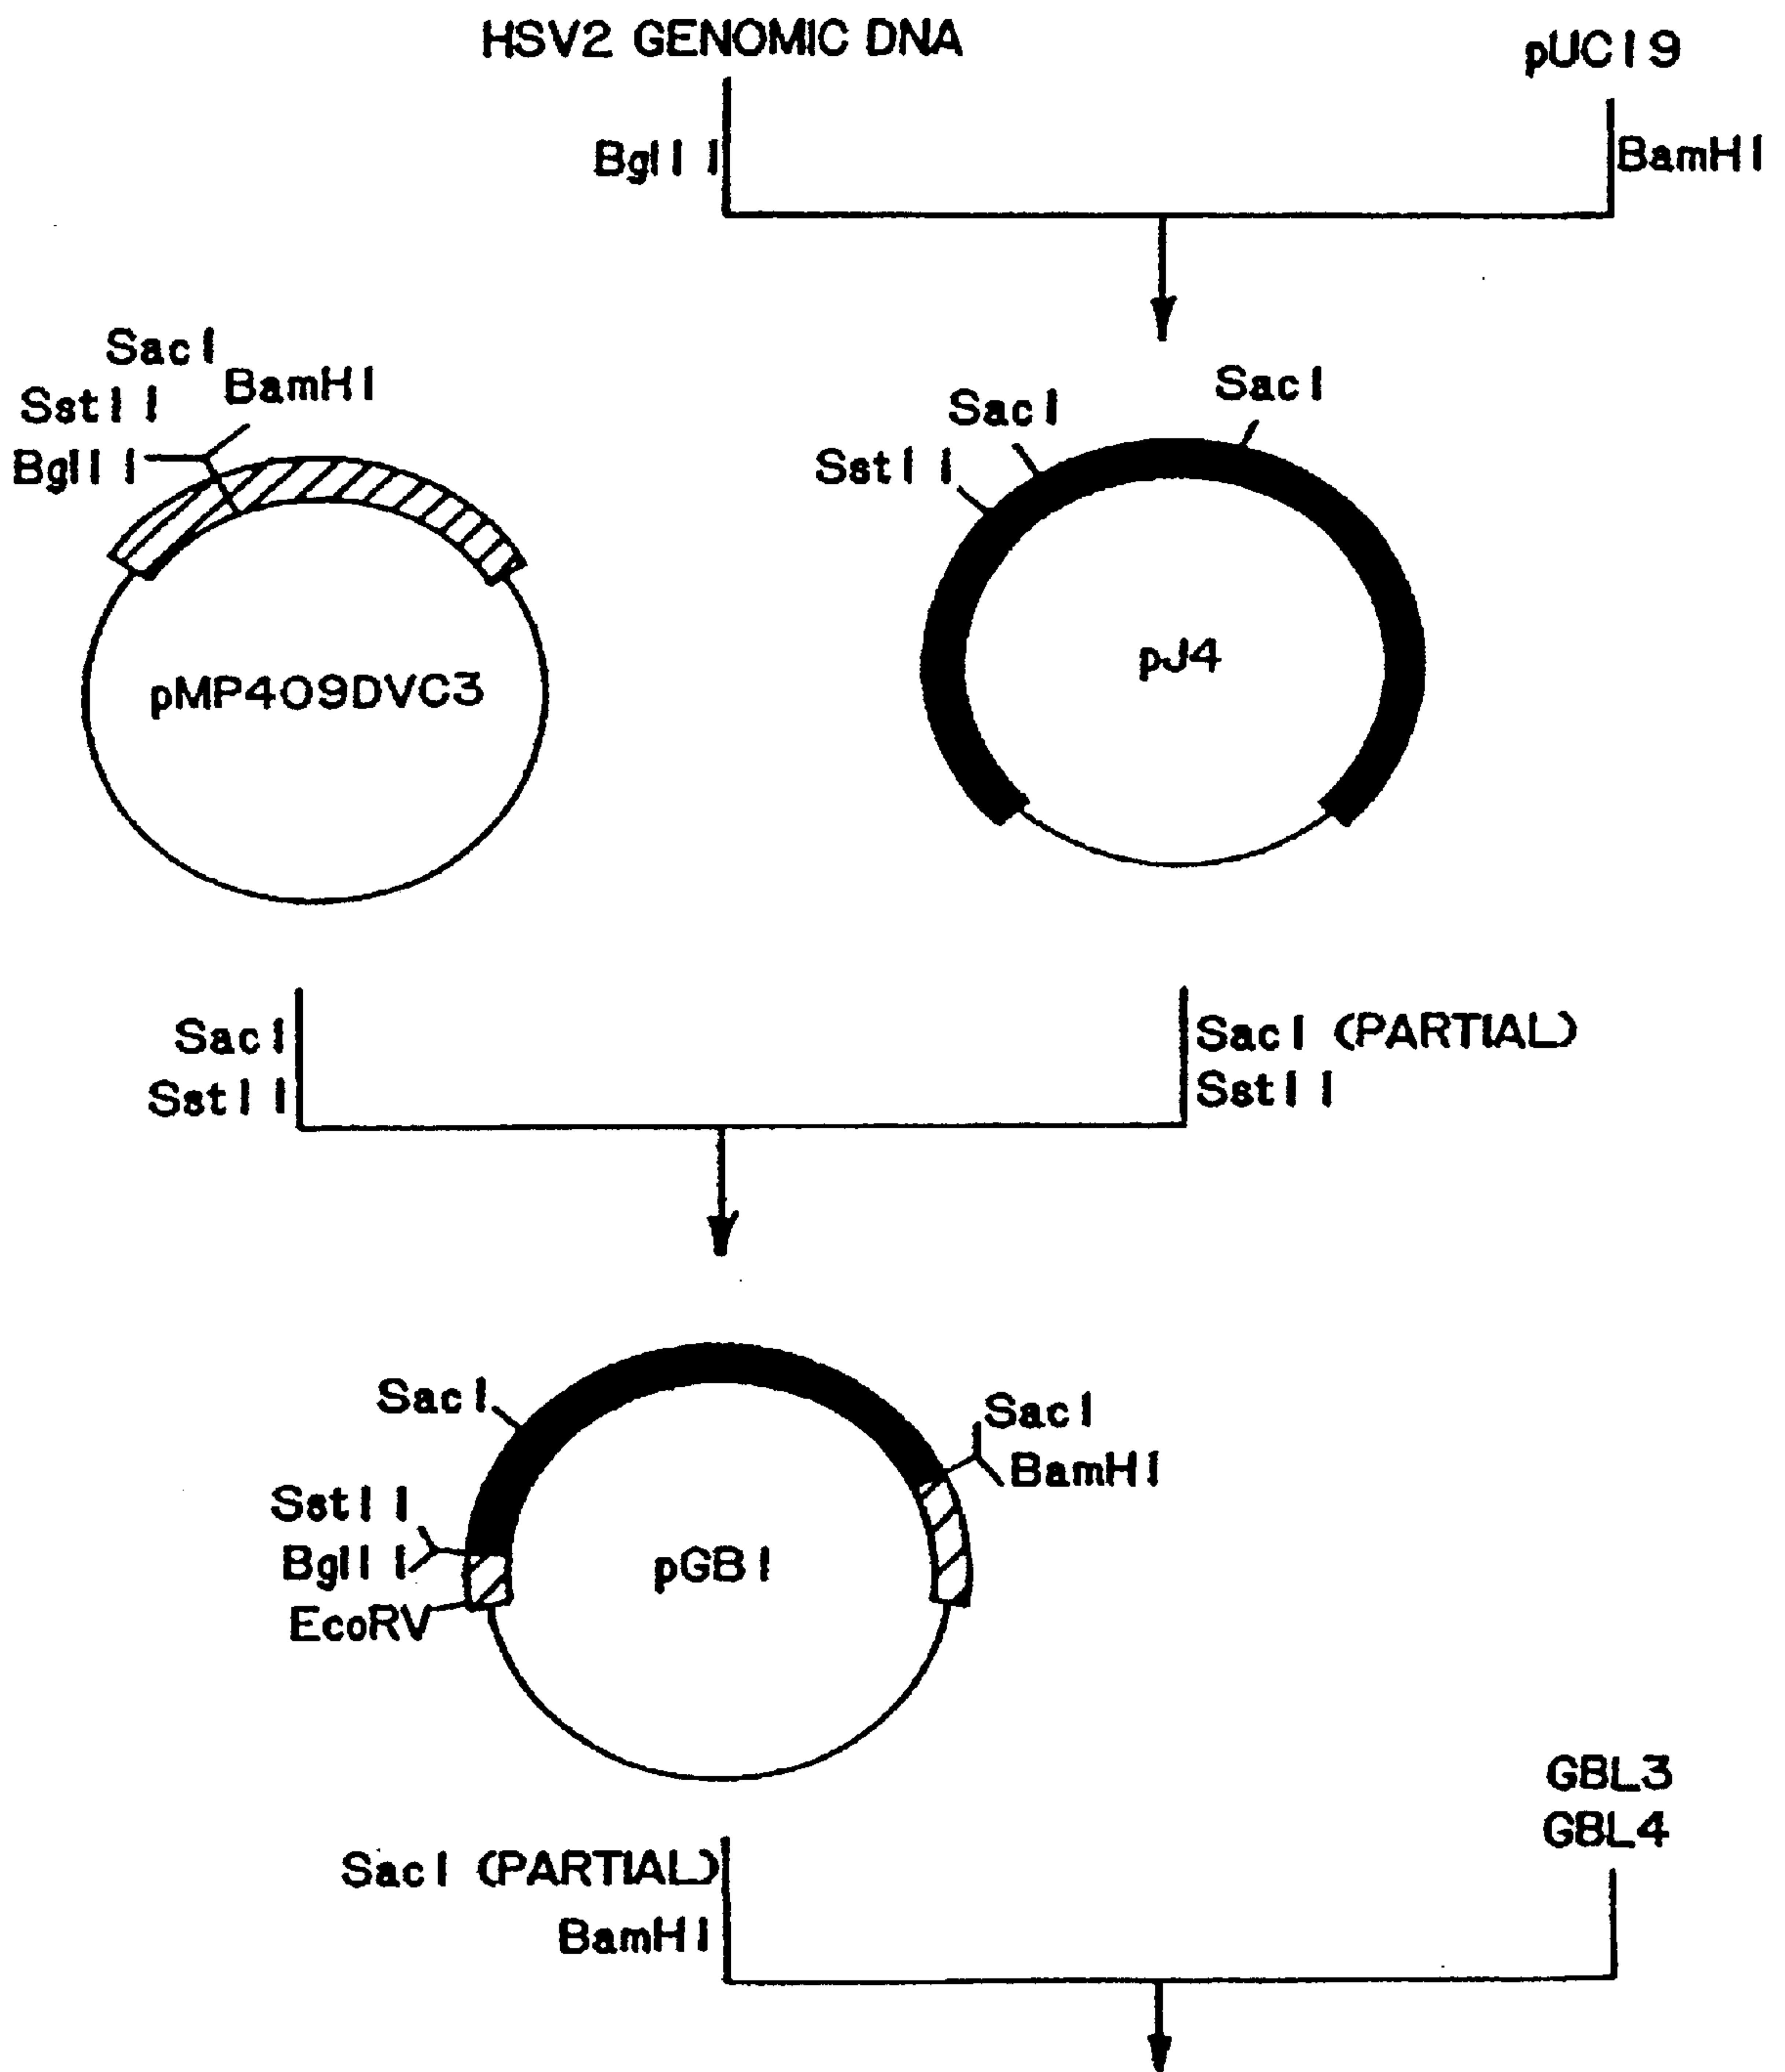 HSV2 GENOMIC DNA
pUC19
BglII
BamHI
SacI
SstII
BamHI
BglII
SacI
SacI
SstII
pMP409DVC3
pJ4
SacI
SstII
SacI (PARTIAL)
SstII
SacI
SacI
BamHI
SstII
BglII
EcoRV
pGB1
GBL3
GBL4
SacI (PARTIAL)
BamHI